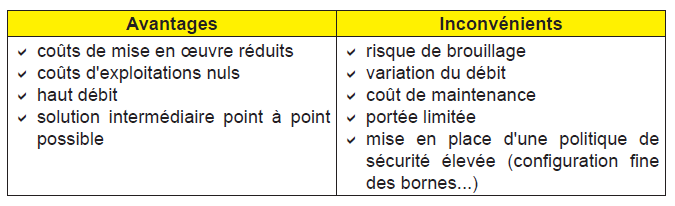 Avantages
coûts de mise en œuvre réduits
coûts d'exploitations nuls
haut débit
solution intermédiaire point à point
possible
Inconvénients
risque de brouillage
variation du débit
coût de maintenance
portée limitée
mise en place d'une politique de
sécurité élevée (configuration fine
des bornes...)